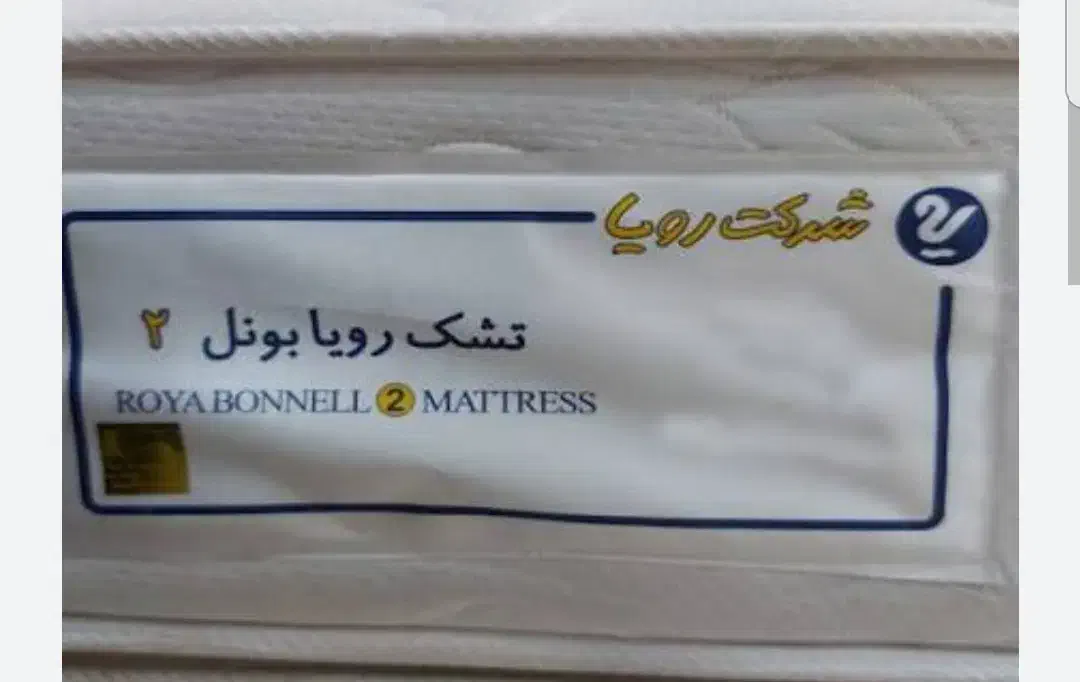 شرکت رویا
تشک رویا بونل ۲
ROYA BONNELL 2 MATTRESS